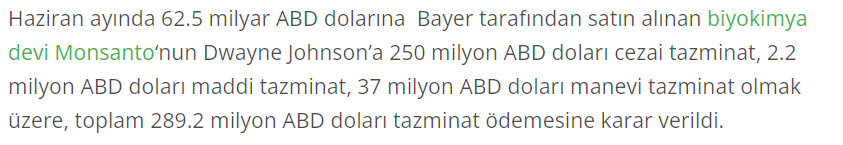 Haziran ayında 62.5 milyar ABD dolarına  Bayer tarafından satın alınan biyokimya
devi Monsanto‘nun Dwayne Johnson’a 250 milyon ABD doları cezai tazminat, 2.2
milyon ABD doları maddi tazminat, 37 milyon ABD doları manevi tazminat olmak
üzere, toplam 289.2 milyon ABD doları tazminat ödemesine karar verildi.